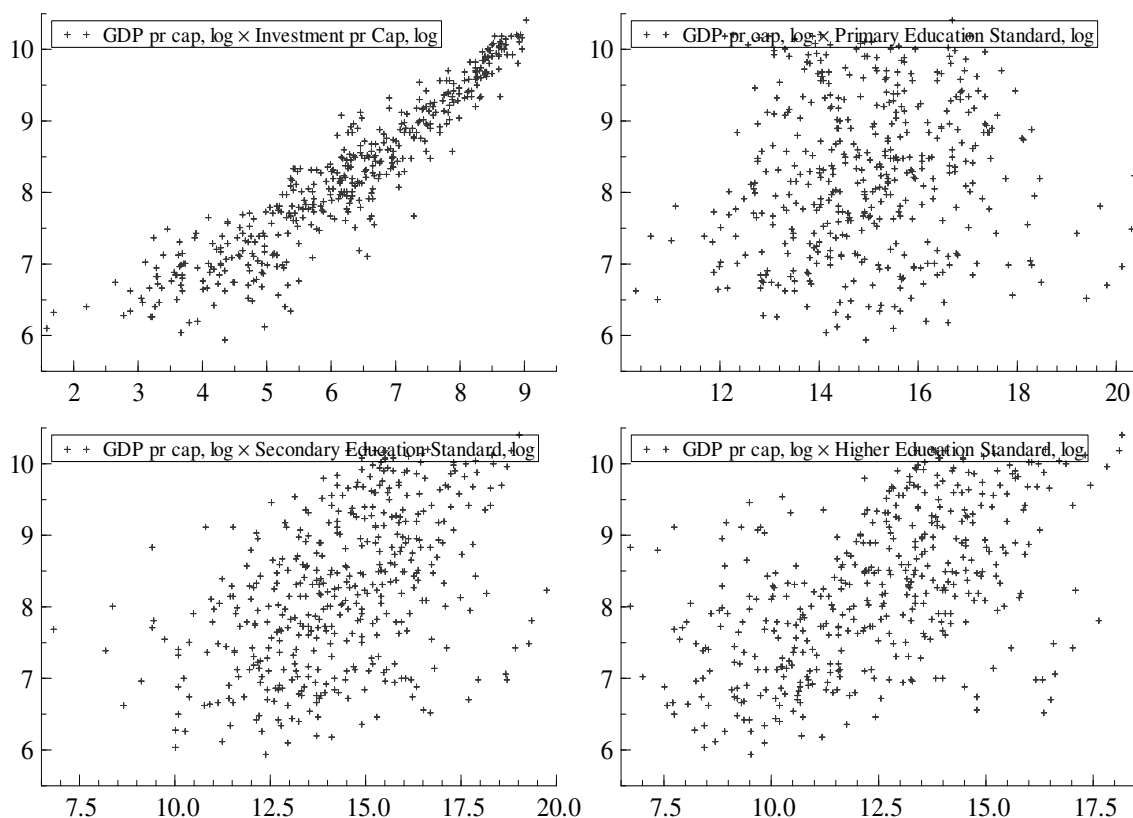 + + GDP pr cap, log × Investment pr Cap, log
10
9
8
7
6
2 3 4 5 6 7 8 9
+ + GDP pr cap, log × Primary Education Standard, log
10
9
8
7
6
12 14 16 18 20
+ + GDP pr cap, log × Secondary Education Standard, log
10
9
8
7
6
7.5 10.0 12.5 15.0 17.5 20.0
+ + GDP pr cap, log × Higher Education Standard, log
10
9
8
7
6
7.5 10.0 12.5 15.0 17.5